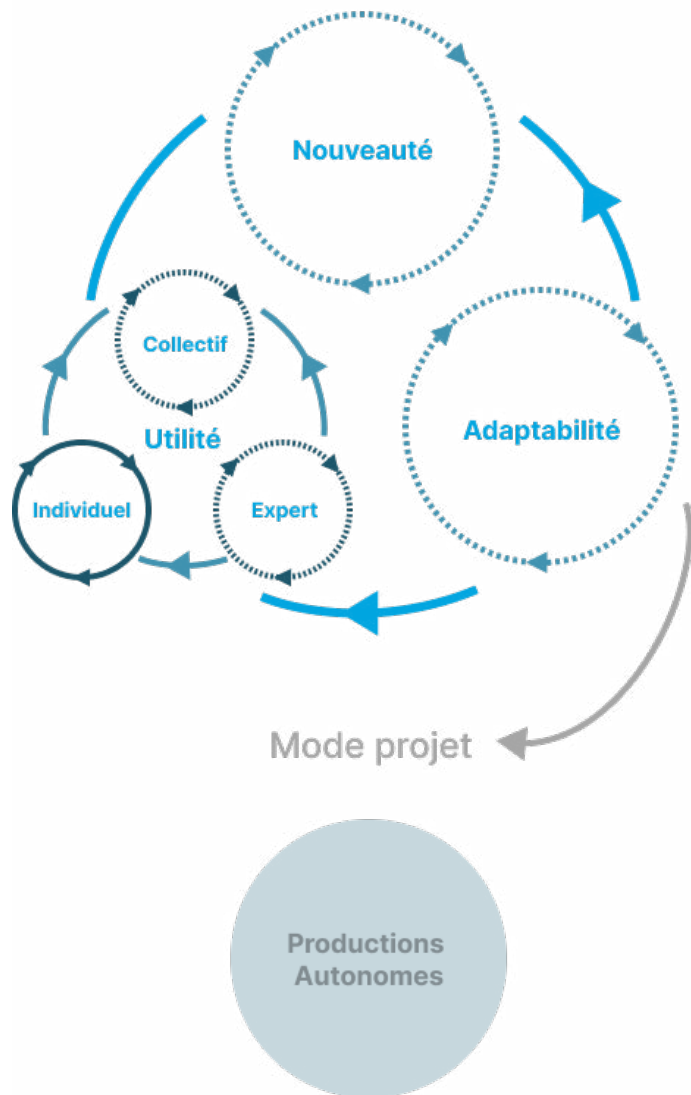 Nouveauté
Collectif
Utilité
Adaptabilité
Individuel
Expert
Mode projet
Productions
Autonomes